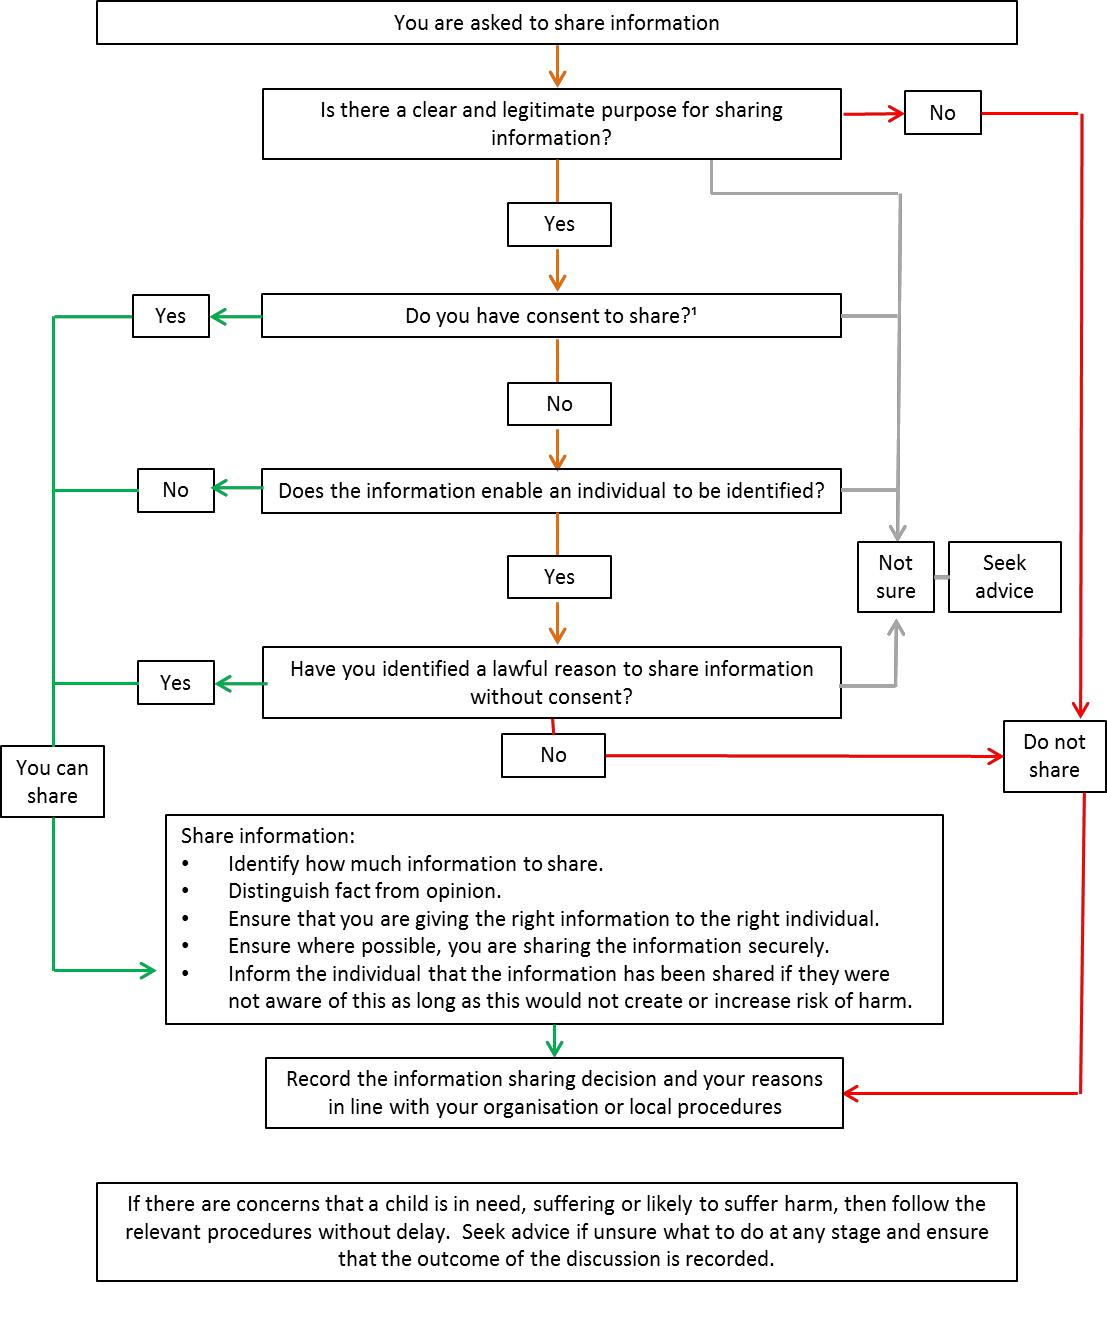 You are asked to share information
Is there a clear and legitimate purpose for sharing
information?
No
Yes
Yes
Do you have consent to share?¹
No
No
Does the information enable an individual to be identified?
Yes
Not
sure
Seek
advice
Yes
Have you identified a lawful reason to share information
without consent?
No
Do not
share
You can
share
Share information:
• Identify how much information to share.
• Distinguish fact from opinion.
• Ensure that you are giving the right information to the right individual.
• Ensure where possible, you are sharing the information securely.
• Inform the individual that the information has been shared if they were
not aware of this as long as this would not create or increase risk of harm.
Record the information sharing decision and your reasons
in line with your organisation or local procedures
If there are concerns that a child is in need, suffering or likely to suffer harm, then follow the
relevant procedures without delay. Seek advice if unsure what to do at any stage and ensure
that the outcome of the discussion is recorded.